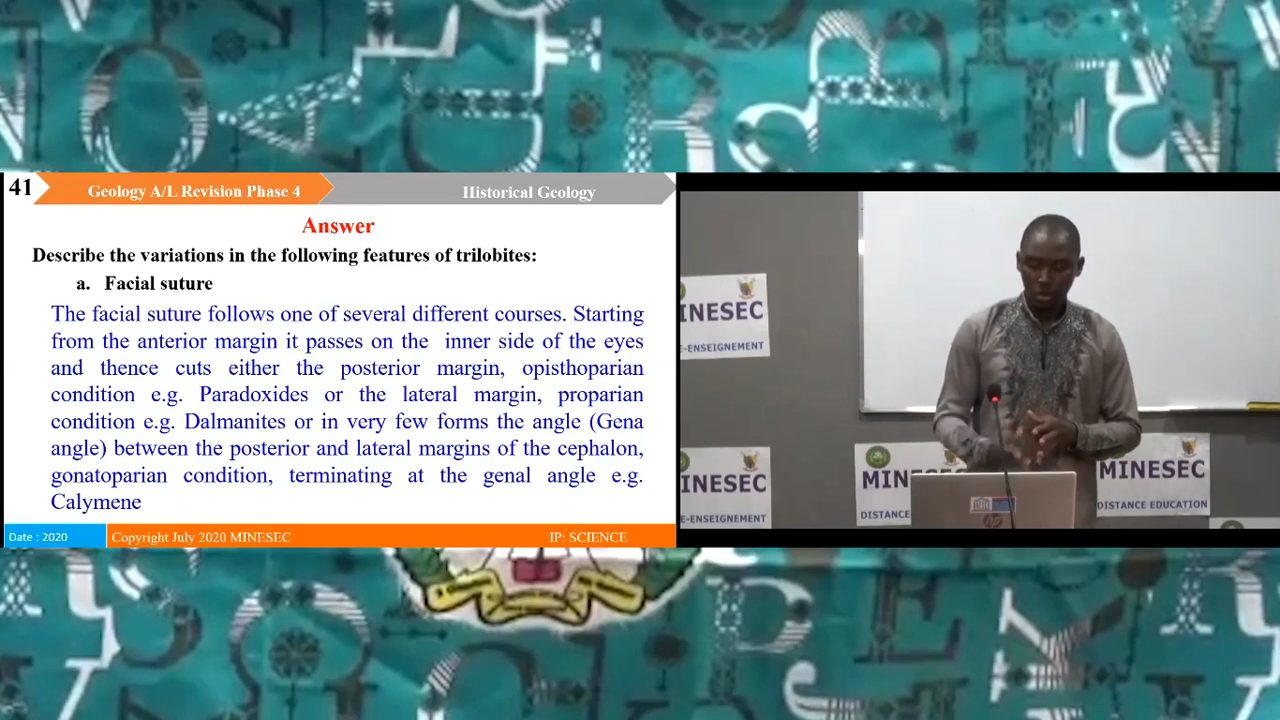 41
Geology A/L Revision Phase 4
Historical Geology
Answer
Describe the variations in the following features of trilobites:
a. Facial suture
The facial suture follows one of several different courses. Starting
from the anterior margin it passes on the inner side of the eyes
and thence cuts either the posterior margin, opisthoparian
condition e.g. Paradoxides or the lateral margin, proparian
condition e.g. Dalmanites or in very few forms the angle (Gena
angle) between the posterior and lateral margins of the cephalon,
gonatoparian condition, terminating at the genal angle e.g.
Calymene
Date : 2020
Copyright July 2020 MINESEC
IP: SCIENCE
INESEC
E-ENSEIGNEMENT
INESEC
E-ENSEIGNEMENT
MIN
DISTANCE
MINESEC
DISTANCE EDUCATION
hp